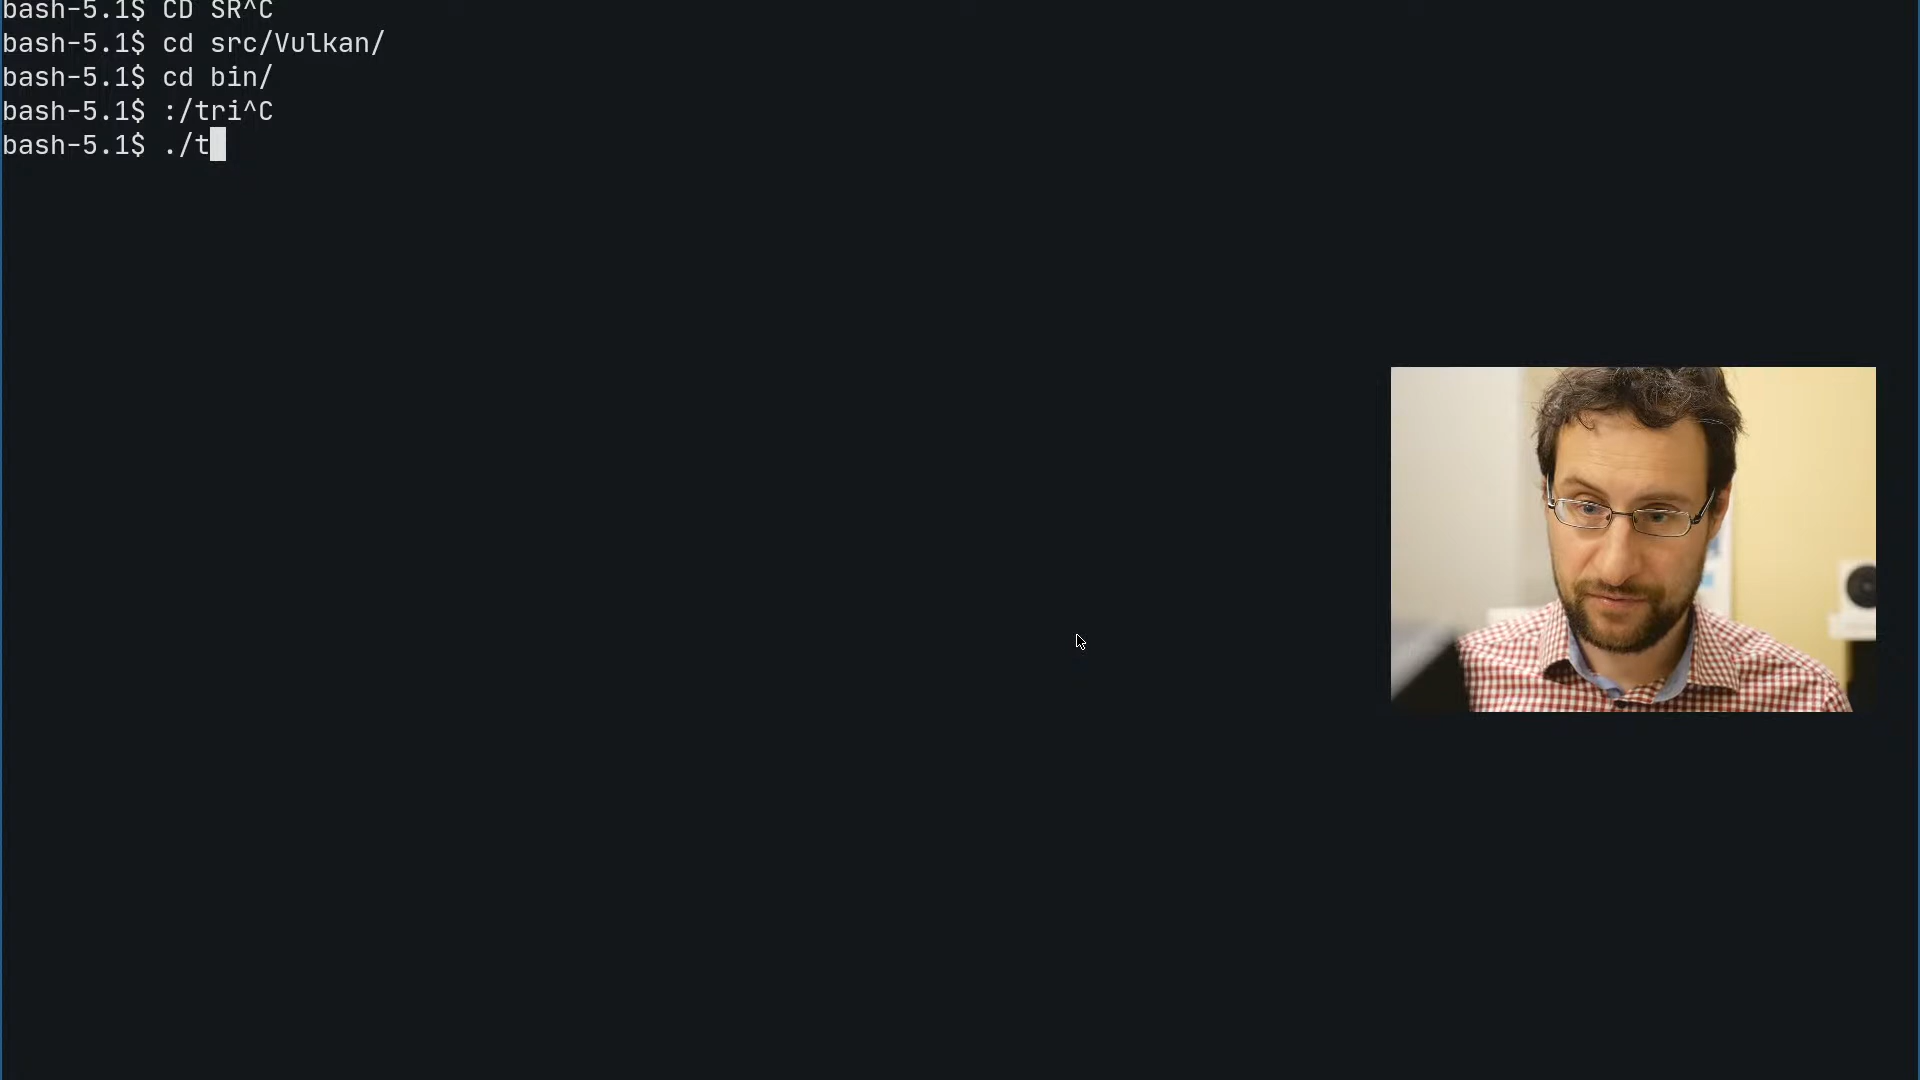 bash-5.1$ CD SR^C
bash-5.1$ cd src/Vulkan/
bash-5.1$ cd bin/
bash-5.1$ :/tri^C
bash-5.1$ ./t